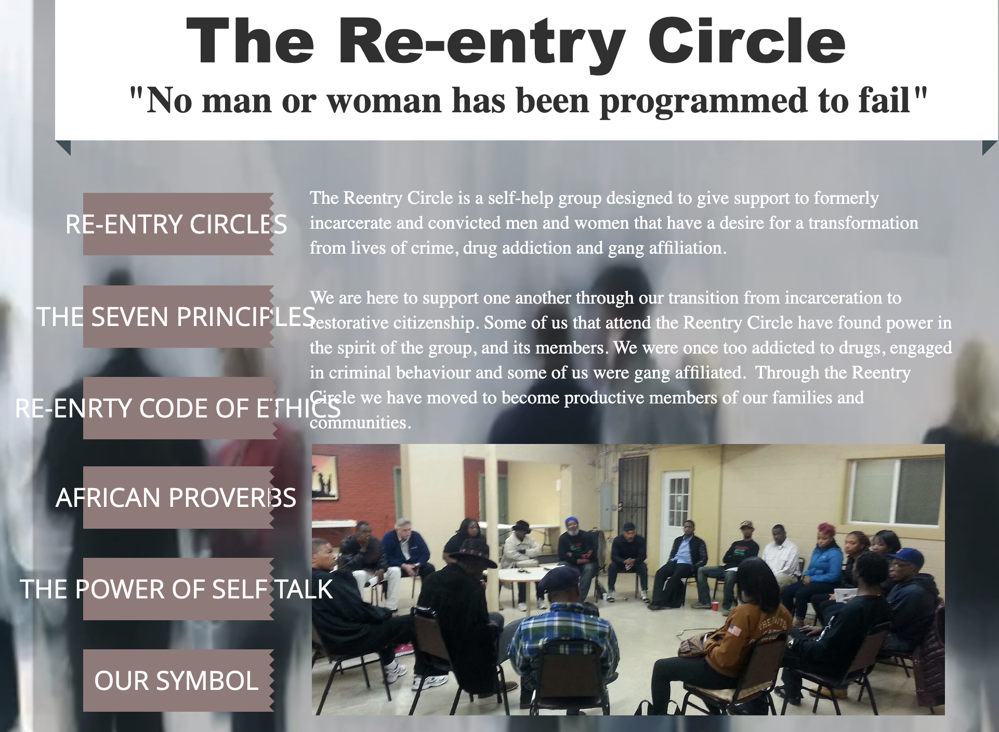 The Re-entry Circle
"No man or woman has been programmed to fail"
RE-ENTRY CIRCLES
THE SEVEN PRINCIPLES
RE-ENRTY CODE OF ETHICS
AFRICAN PROVERBS
THE POWER OF SELF TALK
OUR SYMBOL
The Reentry Circle is a self-help group designed to give support to formerly
incarcerate and convicted men and women that have a desire for a transformation
from lives of crime, drug addiction and gang affiliation.
We are here to support one another through our transition from incarceration to
restorative citizenship. Some of us that attend the Reentry Circle have found power in
the spirit of the group, and its members. We were once too addicted to drugs, engaged
in criminal behaviour and some of us were gang affiliated.  Through the Reentry
Circle we have moved to become productive members of our families and
communities.